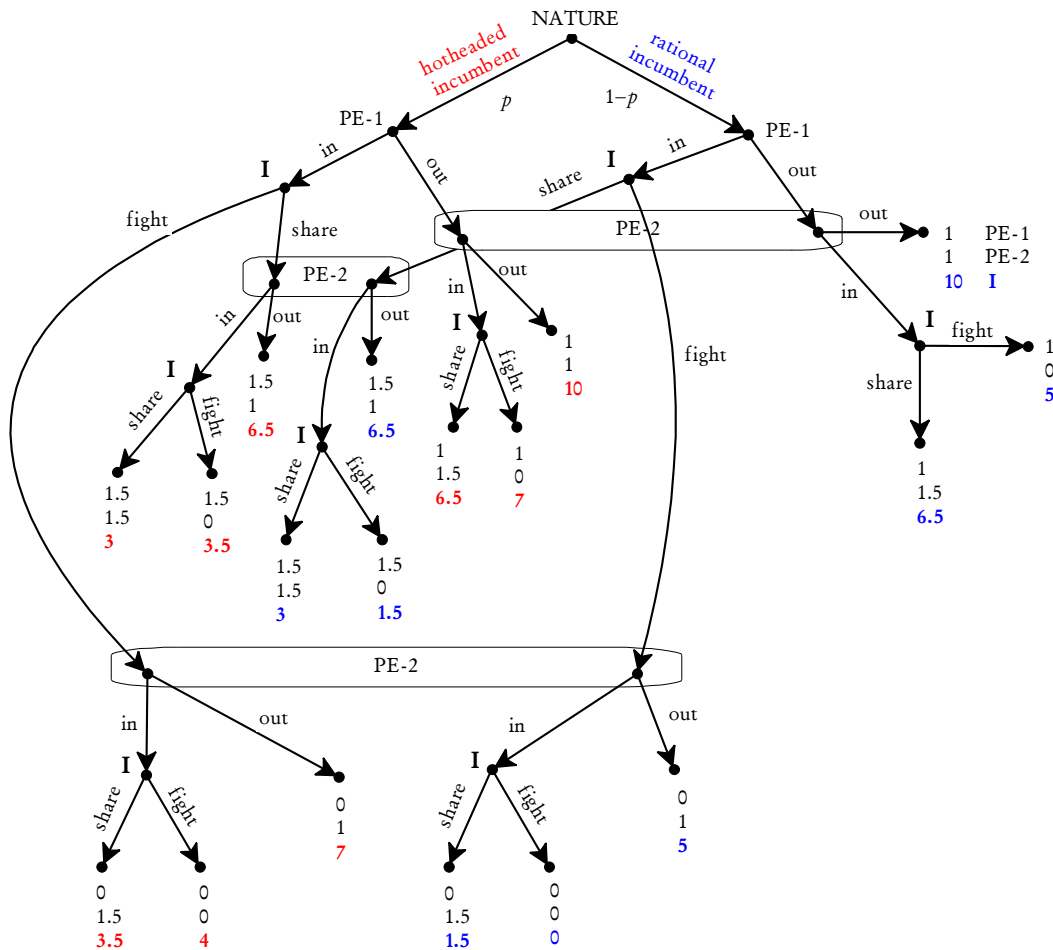 NATURE
hotheaded
incumbent
rational
incumbent
p
1–p
PE-1
PE-1
in
out
in
out
I
I
share
fight
share
fight
PE-2
PE-2
out
1 PE-1
1 PE-2
10 I
in
out
in
out
in
out
in
I
I
I
I
share
fight
1.5
1
6.5
1.5
1
6.5
share
fight
1
1
10
share
fight
1
0
5
share
fight
1.5
1.5
3
1.5
0
3.5
1
1.5
6.5
1
0
7
1
1.5
6.5
1.5
1.5
3
1.5
0
1.5
PE-2
in
out
in
out
I
I
share
fight
0
1
7
share
fight
0
1
5
0
1.5
3.5
0
0
4
0
1.5
1.5
0
0
0